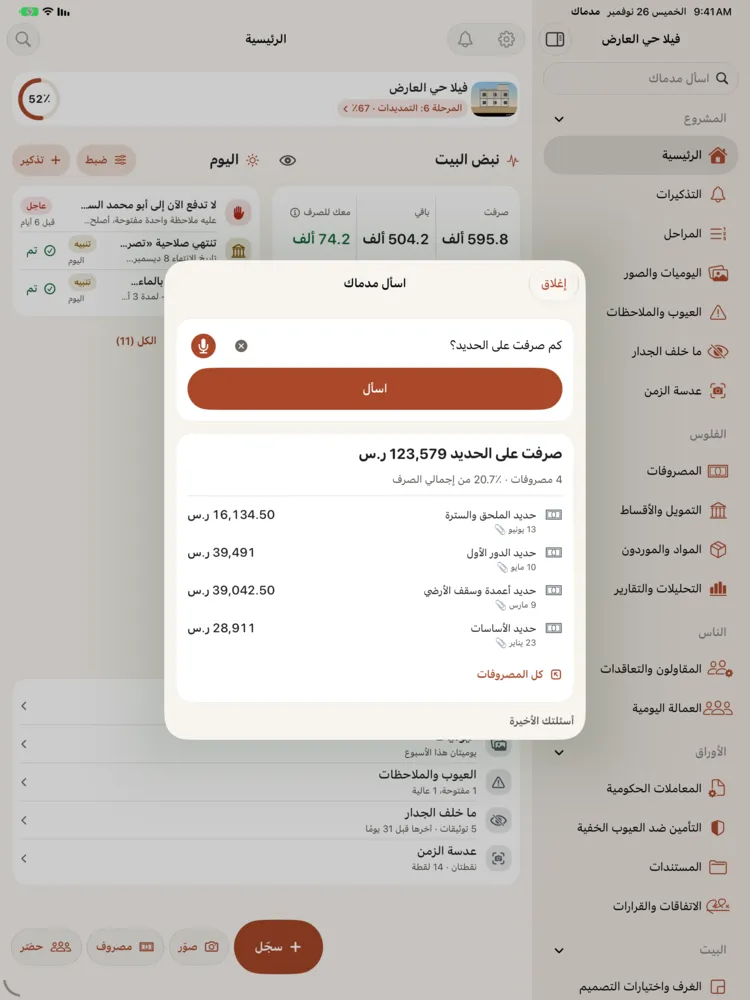 9:41 AM الخميس 26 نوفمبر مدماك
فيلا حي العارض
اسأل مدماك
المشروع
الرئيسية
التذكيرات
المراحل
اليوميات والصور
العيوب والملاحظات
ما خلف الجدار
عدسة الزمن
الفلوس
المصروفات
التمويل والأقساط
المواد والموردون
التحليلات والتقارير
الناس
المقاولون والتعاقدات
العمالة اليومية
الأوراق
المعاملات الحكومية
التأمين ضد العيوب الخفية
المستندات
الاتفاقات والقرارات
البيت
الغرف واختيارات التصميم
الرئيسية
فيلا حي العارض
المرحلة 6: التمديدات · 67٪
52٪
نبض البيت
صرفت
595.8 ألف
باقي
504.2 ألف
معك للصرف
74.2 ألف
اليوم
ضبط
تذكير
لا تدفع الآن إلى أبو محمد الس...
عاجل
عليه ملاحظة واحدة مفتوحة، أصلح...
قبل 6 أيام
تنتهي صلاحية «تصر...
تنبيه
تم
تاريخ الانتهاء 8 ديسمبر...
اليوم
بالماء...
تنبيه
تم
لمدة 3 أ...
اليوم
الكل (11)
اسأل مدماك
إغلاق
كم صرفت على الحديد؟
اسأل
صرفت على الحديد 123,579 ر.س
4 مصروفات · 20.7٪ من إجمالي الصرف
حديد الملحق والسترة
16,134.50 ر.س
13 يونيو
حديد الدور الأول
39,491 ر.س
10 مايو
حديد أعمدة وسقف الأرضي
39,042.50 ر.س
9 مارس
حديد الأساسات
28,911 ر.س
23 يناير
كل المصروفات
أسئلتك الأخيرة
يوميتان هذا الأسبوع
العيوب والملاحظات
1 مفتوحة، 1 عالية
ما خلف الجدار
5 توثيقات · آخرها قبل 31 يومًا
عدسة الزمن
نقطتان · 14 لقطة
سجّل
صوّر
مصروف
حضّر